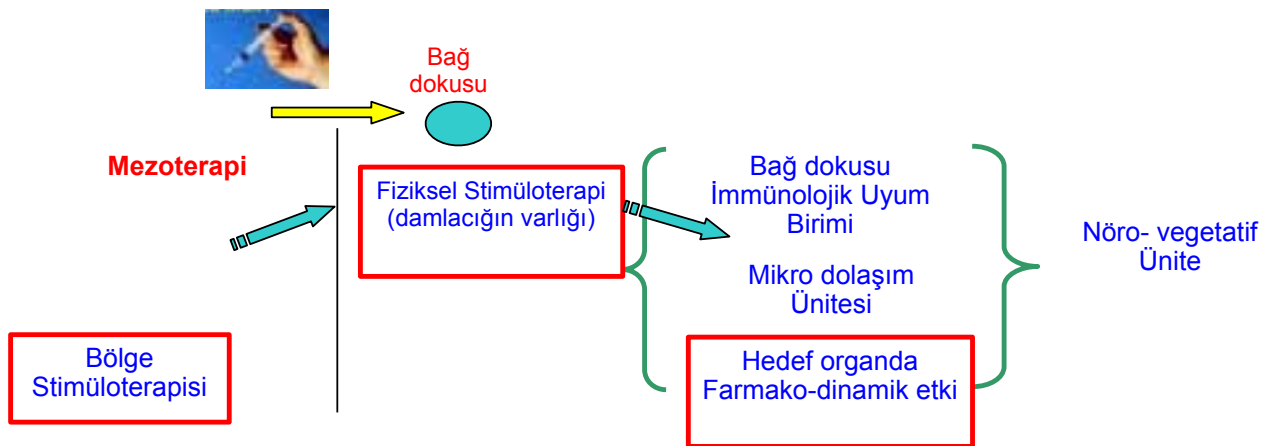 Bağ
dokusu
Mezoterapi
Fiziksel Stimüloterapi
(damlacığın varlığı)
Bağ dokusu
İmmünolojik Uyum
Birimi
Mikro dolaşım
Ünitesi
Nöro- vegetatif
Ünite
Bölge
Stimüloterapisi
Hedef organda
Farmako-dinamik etki